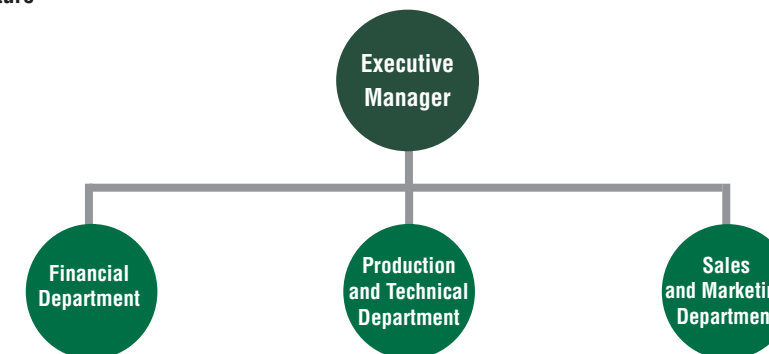 Executive
Manager
Financial
Department
Production
and Technical
Department
Sales
and Marketin
Departmen